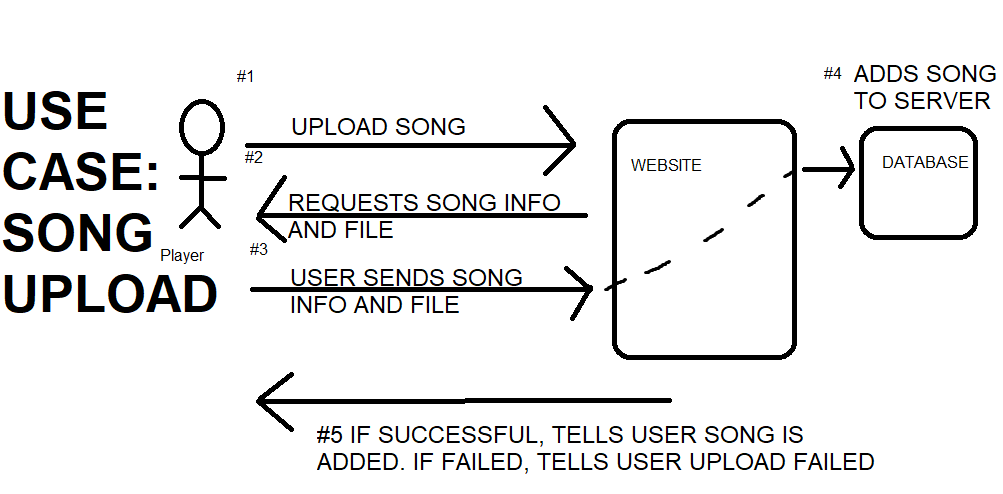 USE
CASE:
SONG
UPLOAD
#1
Player
UPLOAD SONG
#2
REQUESTS SONG INFO
AND FILE
#3
USER SENDS SONG
INFO AND FILE
WEBSITE
#4 ADDS SONG
TO SERVER
DATABASE
#5 IF SUCCESSFUL, TELLS USER SONG IS
ADDED. IF FAILED, TELLS USER UPLOAD FAILED